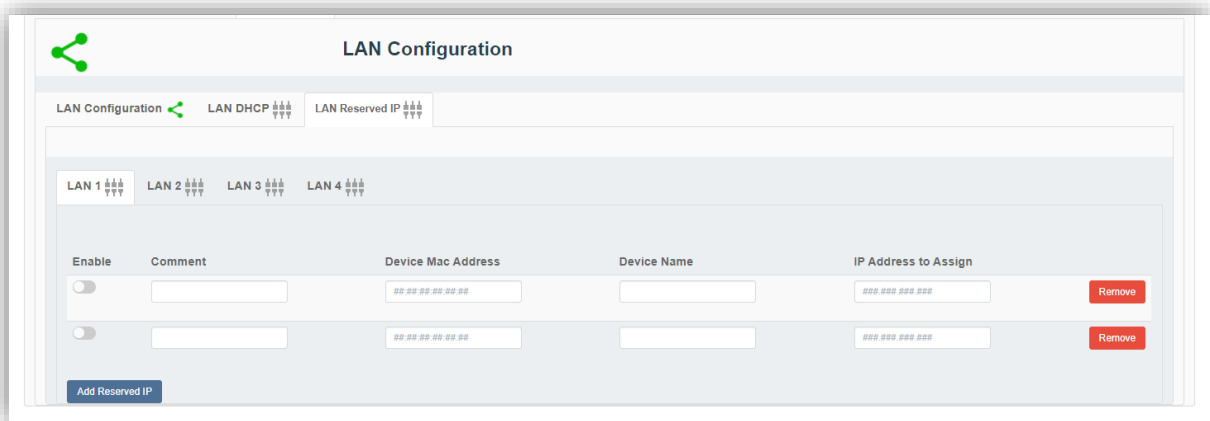 LAN Configuration
LAN Configuration LAN DHCP LAN Reserved IP
LAN 1 LAN 2 LAN 3 LAN 4
Enable Comment Device Mac Address Device Name IP Address to Assign
##:##:##:##:##:## ###.###.###.### Remove
##:##:##:##:##:## ###.###.###.### Remove
Add Reserved IP